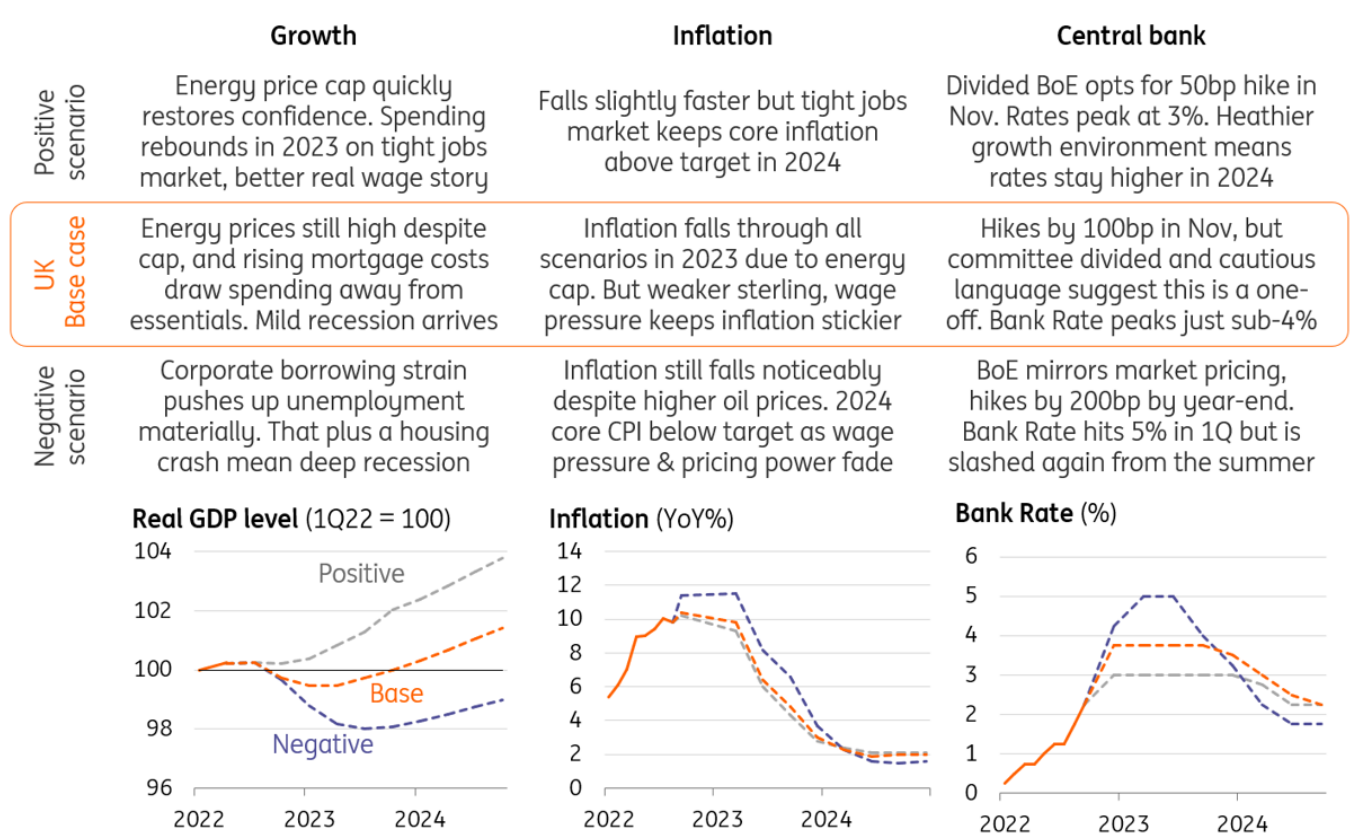 Growth
Inflation
Central bank
Positive
scenario
Energy price cap quickly
restores confidence. Spending
rebounds in 2023 on tight jobs
market, better real wage story
Falls slightly faster but tight jobs
market keeps core inflation
above target in 2024
Divided BoE opts for 50bp hike in
Nov. Rates peak at 3%. Heathier
growth environment means
rates stay higher in 2024
UK
Base case
Energy prices still high despite
cap, and rising mortgage costs
draw spending away from
essentials. Mild recession arrives
Inflation falls through all
scenarios in 2023 due to energy
cap. But weaker sterling, wage
pressure keeps inflation stickier
Hikes by 100bp in Nov, but
committee divided and cautious
language suggest this is a one-
off. Bank Rate peaks just sub-4%
Negative
scenario
Corporate borrowing strain
pushes up unemployment
materially. That plus a housing
crash mean deep recession
Inflation still falls noticeably
despite higher oil prices. 2024
core CPI below target as wage
pressure & pricing power fade
BoE mirrors market pricing,
hikes by 200bp by year-end.
Bank Rate hits 5% in 1Q but is
slashed again from the summer
Real GDP level (1Q22 = 100)
104
102
100
98
96
Positive
Base
Negative
2022
2023
2024
Inflation (YoY%)
14
12
10
8
6
4
2
0
2022
2023
2024
Bank Rate (%)
6
5
4
3
2
1
0
2022
2023
2024